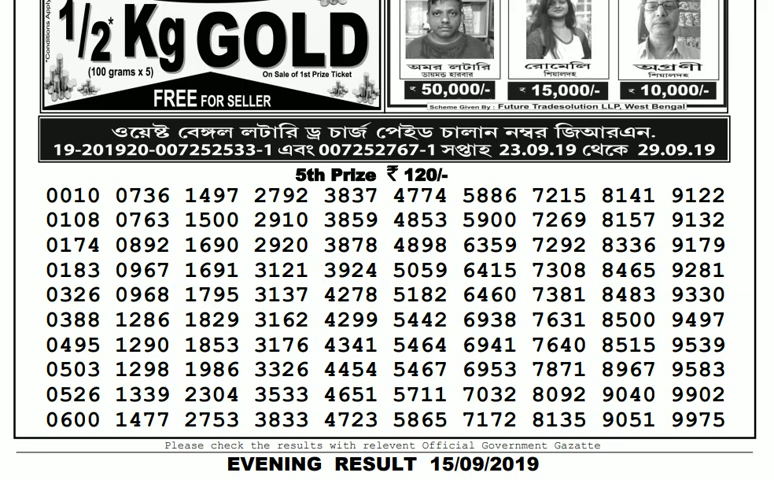 *Conditions Apply
1/2* Kg GOLD
(100 grams x 5)
On Sale of 1st Prize Ticket
FREE FOR SELLER
অমর লটারি
ডায়মন্ড হারবার
₹ 50,000/-
রোমেলি
শিয়ালদহ
₹ 15,000/-
অগ্রনী
শিয়ালদহ
₹ 10,000/-
Scheme Given By : Future Tradesolution LLP, West Bengal
ওয়েষ্ট বেঙ্গল লটারি ড্র চার্জ পেইড চালান নম্বর জিআরএন.
19-201920-007252533-1 এবং 007252767-1 সপ্তাহ 23.09.19 থেকে 29.09.19
5th Prize ₹ 120/-
0010 0736 1497 2792 3837 4774 5886 7215 8141 9122
0108 0763 1500 2910 3859 4853 5900 7269 8157 9132
0174 0892 1690 2920 3878 4898 6359 7292 8336 9179
0183 0967 1691 3121 3924 5059 6415 7308 8465 9281
0326 0968 1795 3137 4278 5182 6460 7381 8483 9330
0388 1286 1829 3162 4299 5442 6938 7631 8500 9497
0495 1290 1853 3176 4341 5464 6941 7640 8515 9539
0503 1298 1986 3326 4454 5467 6953 7871 8967 9583
0526 1339 2304 3533 4651 5711 7032 8092 9040 9902
0600 1477 2753 3833 4723 5865 7172 8135 9051 9975
Please check the results with relevent Official Government Gazatte
EVENING RESULT 15/09/2019